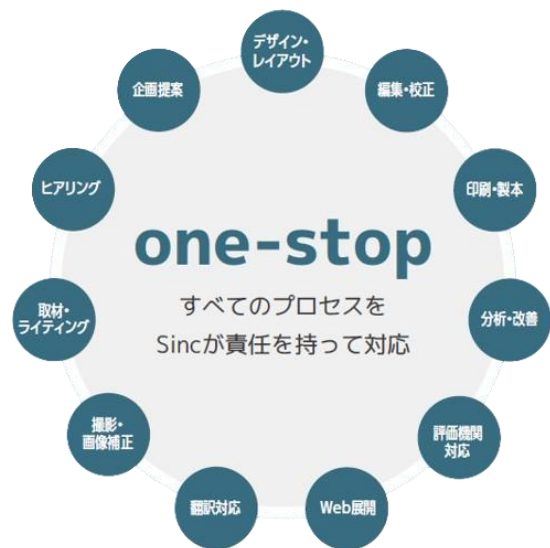 デザイン・
レイアウト
企画提案
編集・校正
ヒアリング
印刷・製本
one-stop
すべてのプロセスを
Sincが責任を持って対応
取材・
ライティング
分析・改善
撮影・
画像補正
評価機関
対応
翻訳対応
Web展開